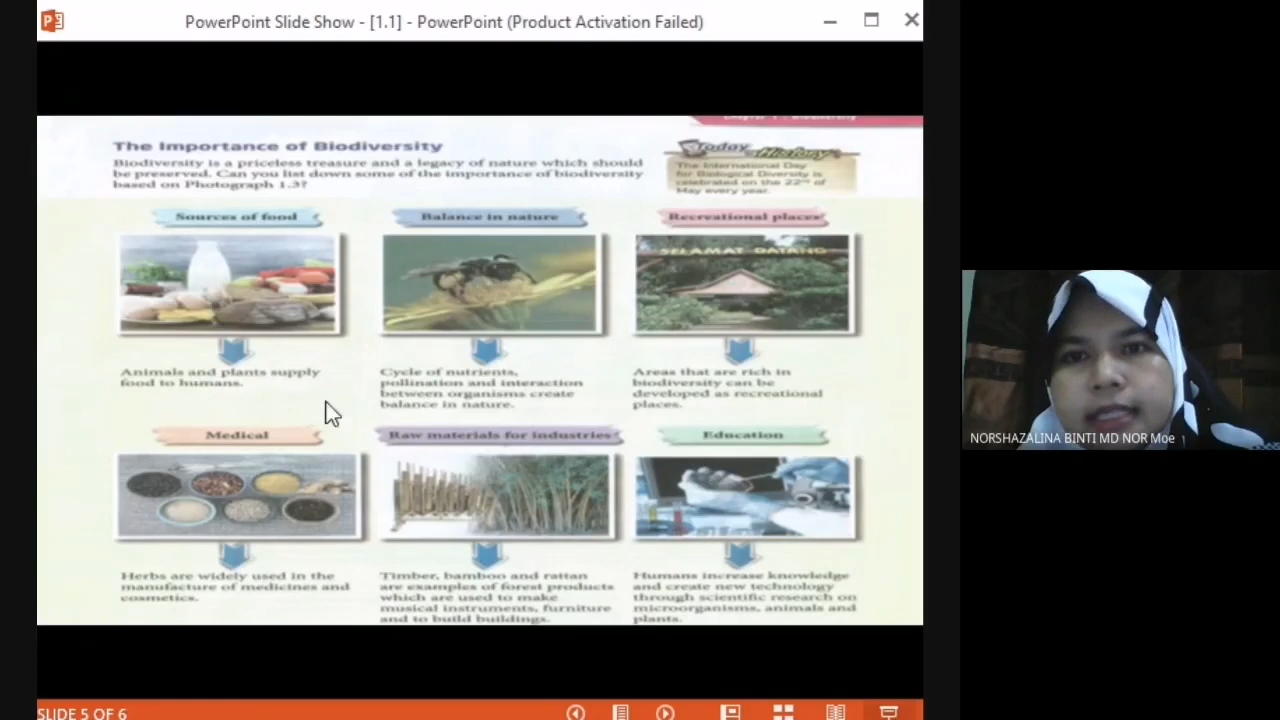 PowerPoint Slide Show - [1.1] - PowerPoint (Product Activation Failed)
Chapter 1 : Biodiversity
The Importance of Biodiversity
Biodiversity is a priceless treasure and a legacy of nature which should
be preserved. Can you list down some of the importance of biodiversity
based on Photograph 1.3?
Today in History
The International Day
for Biological Diversity is
celebrated on the 22nd of
May every year.
Sources of food
Balance in nature
Recreational places
SELAMAT DATANG
Animals and plants supply
food to humans.
Cycle of nutrients,
pollination and interaction
between organisms create
balance in nature.
Areas that are rich in
biodiversity can be
developed as recreational
places.
Medical
Raw materials for industries
Education
Herbs are widely used in the
manufacture of medicines and
cosmetics.
Timber, bamboo and rattan
are examples of forest products
which are used to make
musical instruments, furniture
and to build buildings.
Humans increase knowledge
and create new technology
through scientific research on
microorganisms, animals and
plants.
NORSHAZALINA BINTI MD NOR Moe
SLIDE 5 OF 6